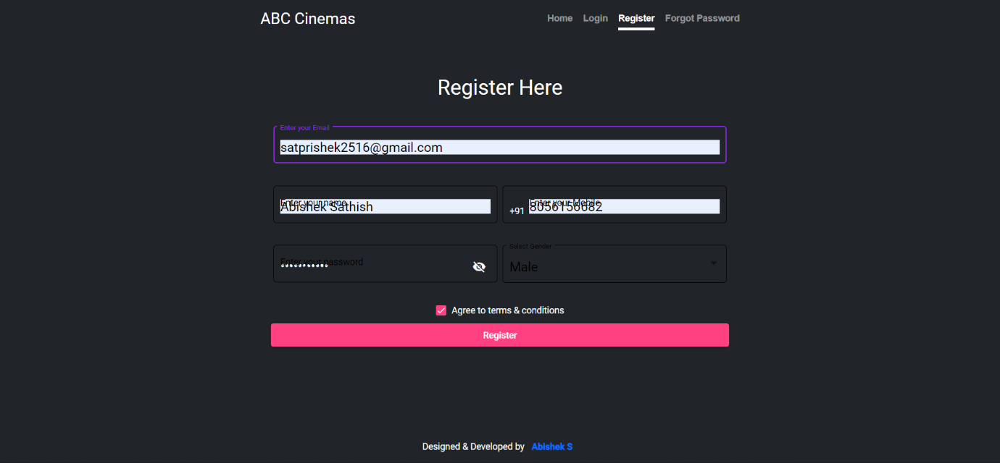 ABC Cinemas Home Login Register Forgot Password
Register Here
Enter your Email
satprishek2516@gmail.com
Enter your name Enter your Mobile
Abishek Sathish +91 8056156682
Select Gender
Enter your password
Male
Agree to terms & conditions
Register
Designed & Developed by Abishek S